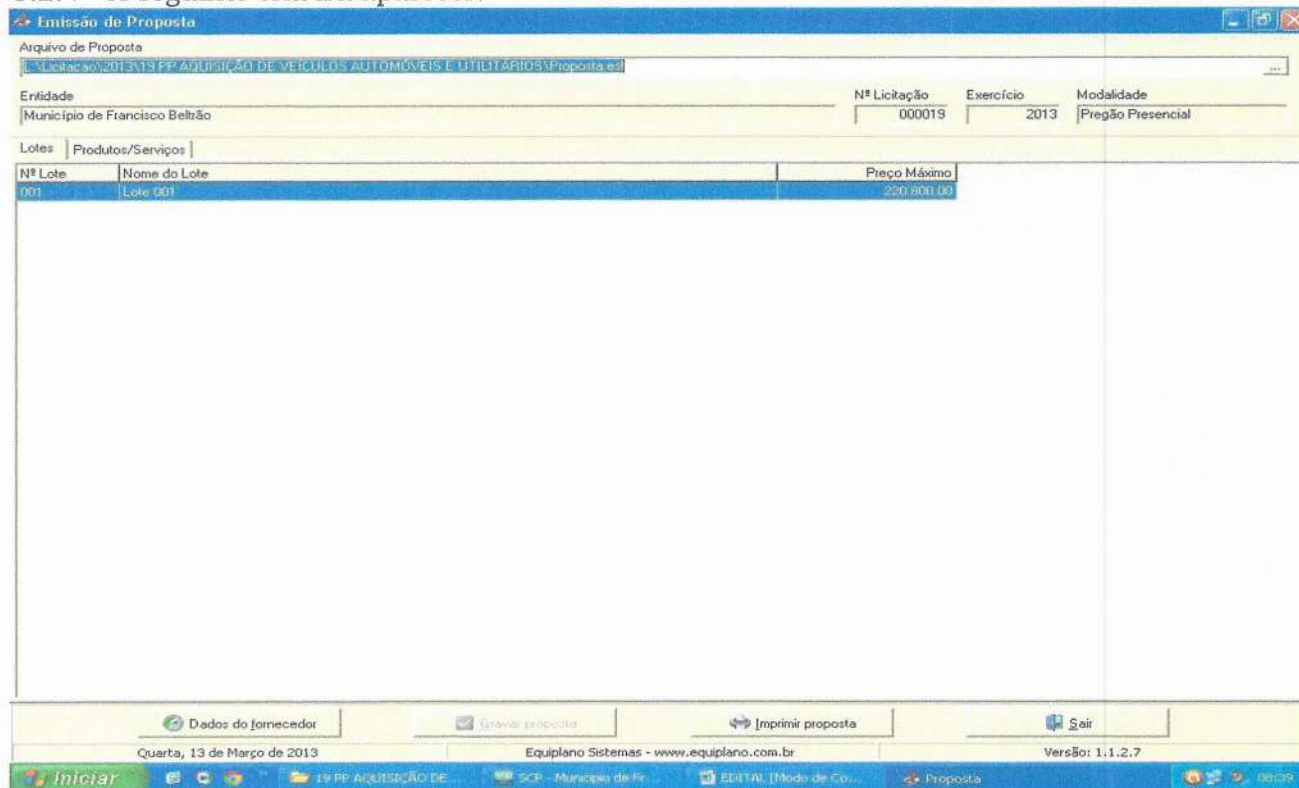 Emissão de Proposta
Arquivo de Proposta
\Licitacao\2013\19 PP AQUISIÇÃO DE VEÍCULOS AUTOMÓVEIS E UTILITÁRIOS\Proposta.esl
...
Entidade Nº Licitação Exercício Modalidade
Município de Francisco Beltrão 000019 2013 Pregão Presencial
Lotes Produtos/Serviços
Nº Lote Nome do Lote Preço Máximo
001 Lote 001 220.800,00
Dados do fornecedor Gravar proposta Imprimir proposta Sair
Quarta, 13 de Março de 2013 Equiplano Sistemas - www.equiplano.com.br Versão: 1.1.2.7
Iniciar 19 PP AQUISIÇÃO DE ... SCP - Município de Fr... EDITAL [Modo de Co... Proposta 08:39